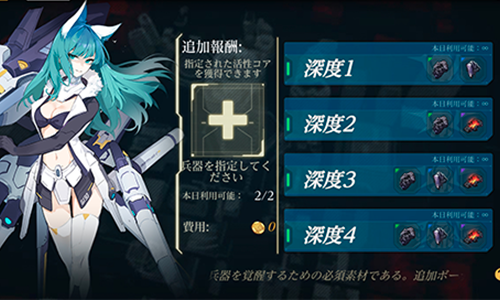 追加報酬:
指定された活性コア
を獲得できます
兵器を指定してく
ださい
本日利用可能： 2/2
費用: 0
本日利用可能：∞
深度1
本日利用可能：∞
深度2
本日利用可能：∞
深度3
本日利用可能：∞
深度4
兵器を覚醒するための必須素材である。追加ボー